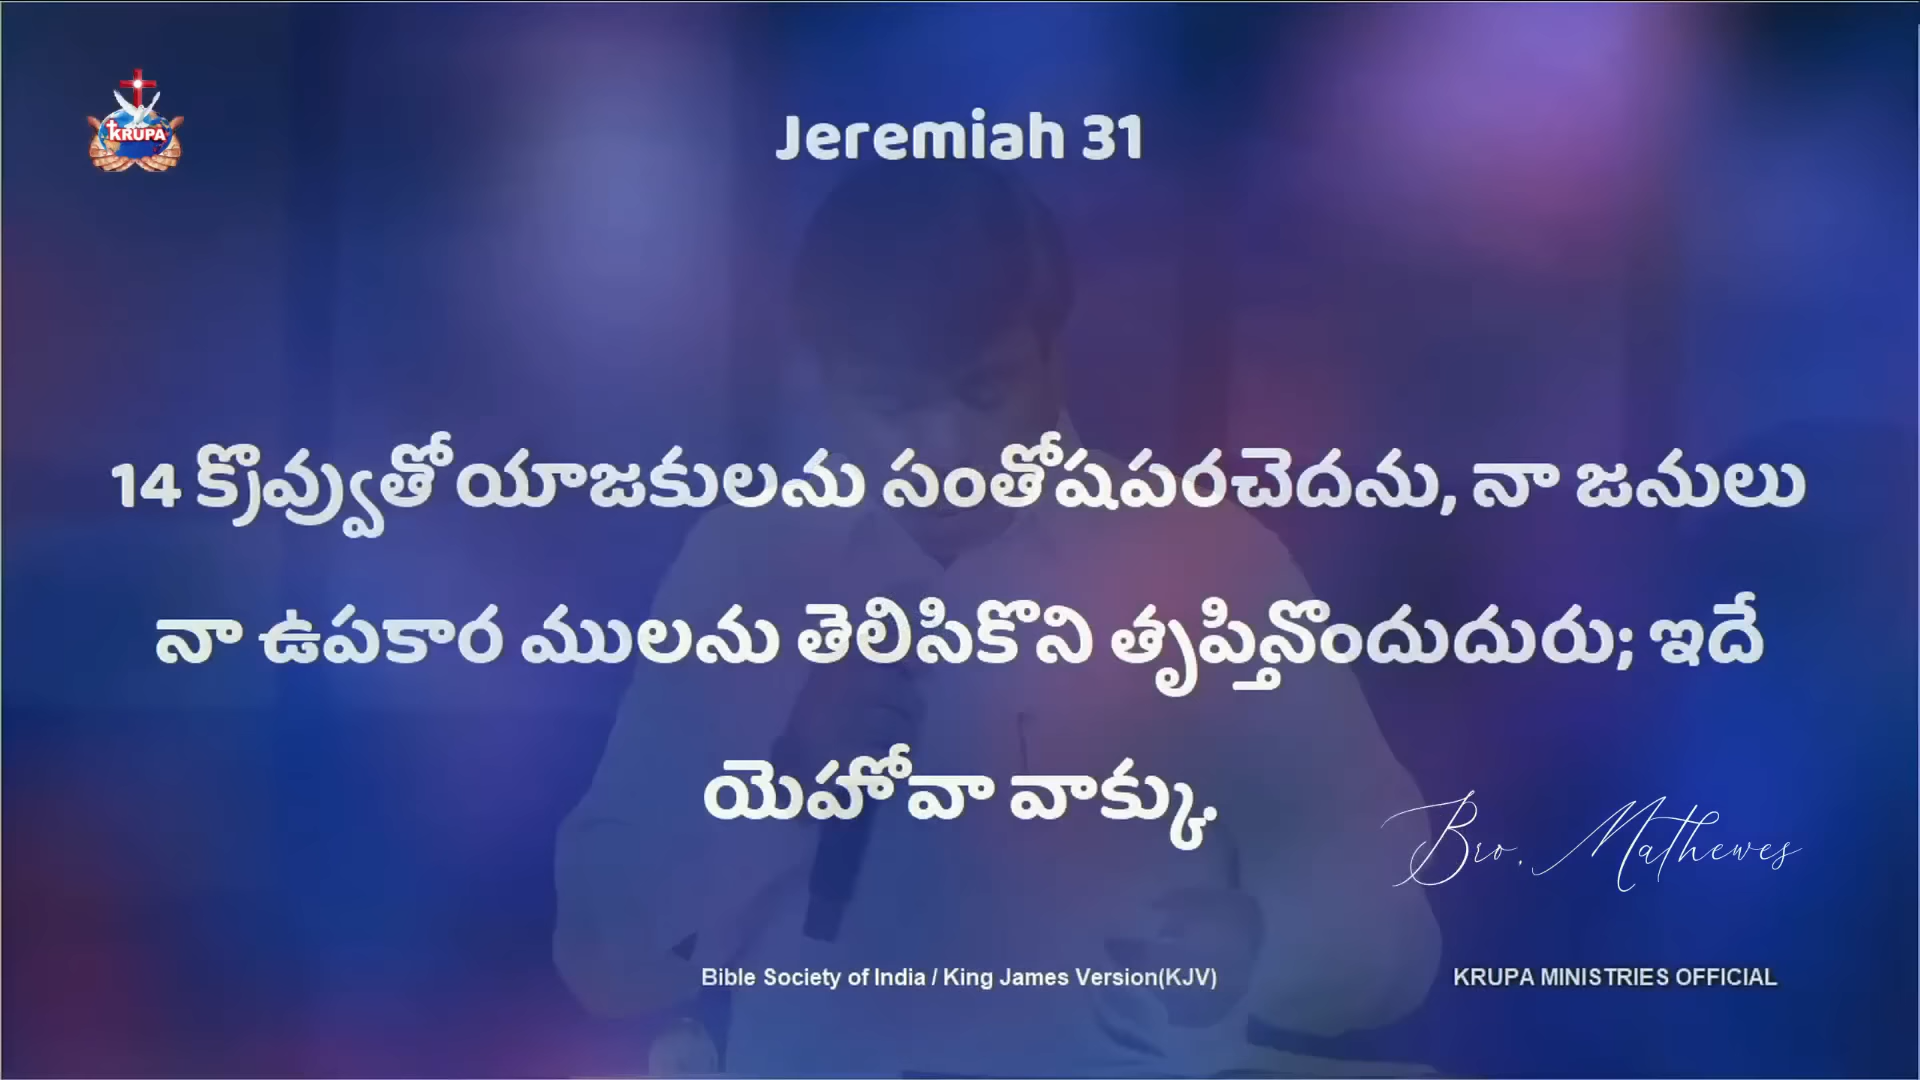 KRUPA
Jeremiah 31
14 క్రొవ్వుతో యాజకులను సంతోషపరచెదను, నా జనులు
నా ఉపకార ములను తెలిసికొని తృప్తినొందుదురు; ఇదే
యెహోవా వాక్కు.
Bro. Mathewes
Bible Society of India / King James Version(KJV)
KRUPA MINISTRIES OFFICIAL